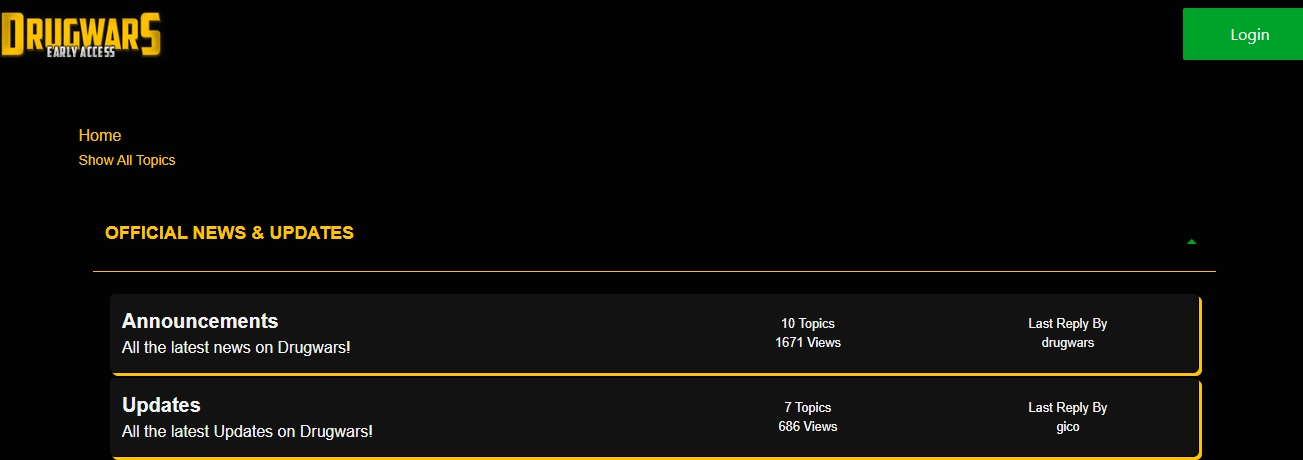 DRUGWARS
EARLY ACCESS
Login
Home
Show All Topics
OFFICIAL NEWS & UPDATES
Announcements
All the latest news on Drugwars!
10 Topics
1671 Views
Last Reply By
drugwars
Updates
All the latest Updates on Drugwars!
7 Topics
686 Views
Last Reply By
gico